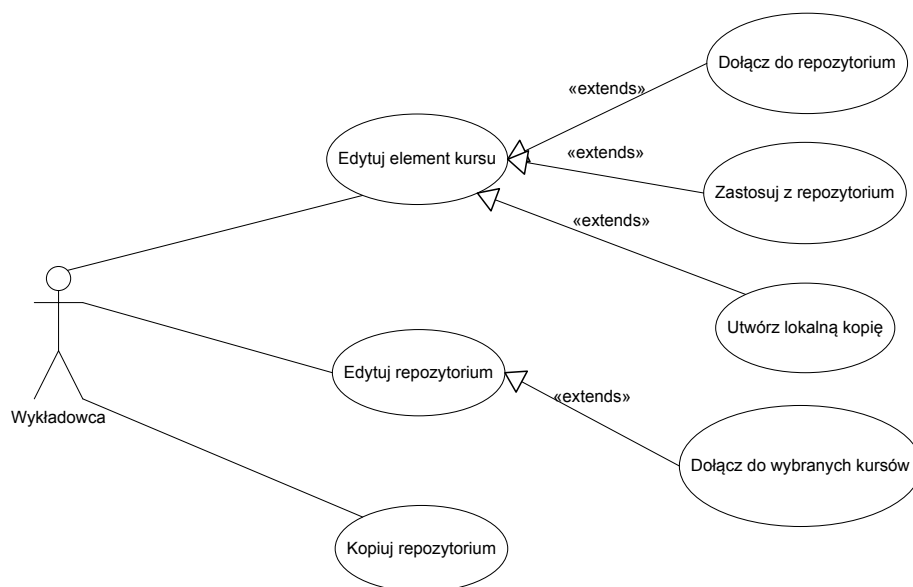 Dołącz do repozytorium
«extends»
Edytuj element kursu
«extends»
Zastosuj z repozytorium
«extends»
Utwórz lokalną kopię
Edytuj repozytorium
«extends»
Wykładowca
Dołącz do wybranych kursów
Kopiuj repozytorium